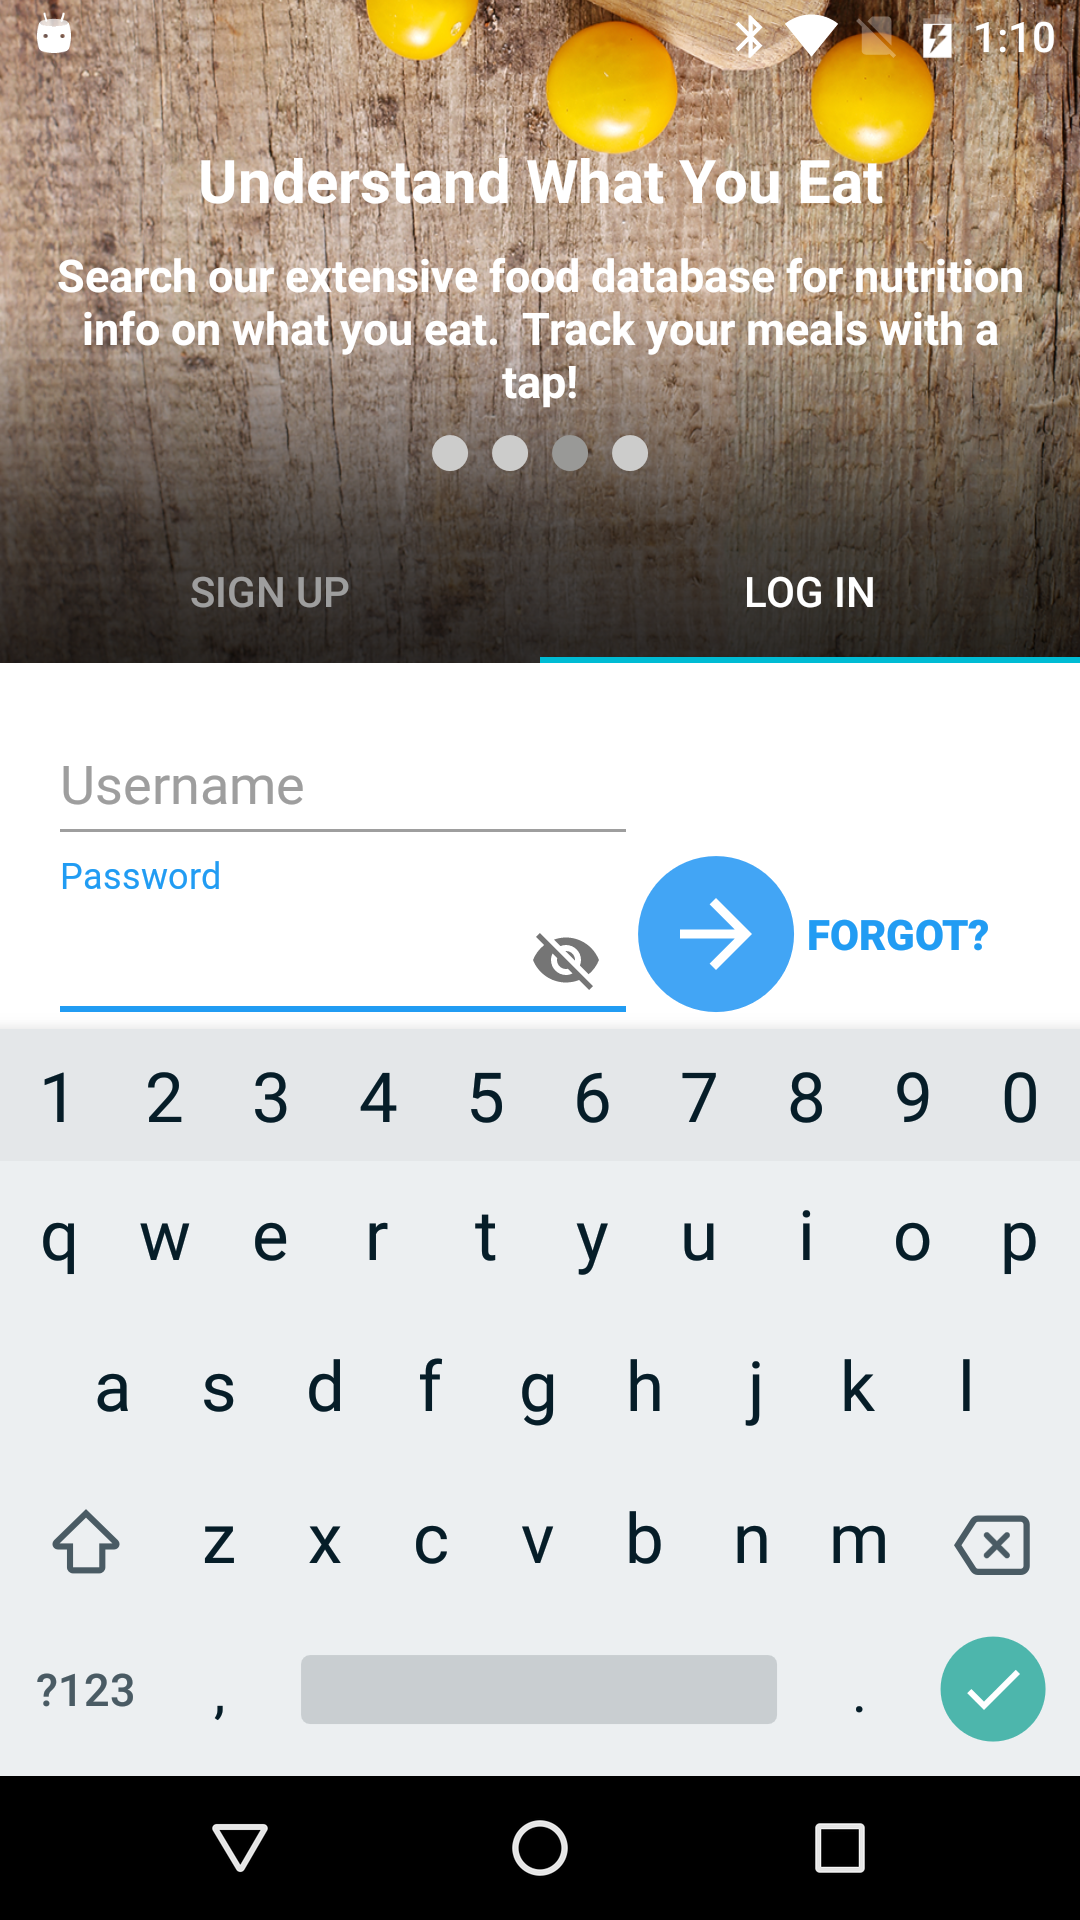 1:10
Understand What You Eat
Search our extensive food database for nutrition
info on what you eat.  Track your meals with a
tap!
SIGN UP
LOG IN
Username
Password
FORGOT?
1 2 3 4 5 6 7 8 9 0
q w e r t y u i o p
a s d f g h j k l
z x c v b n m
?123 , .